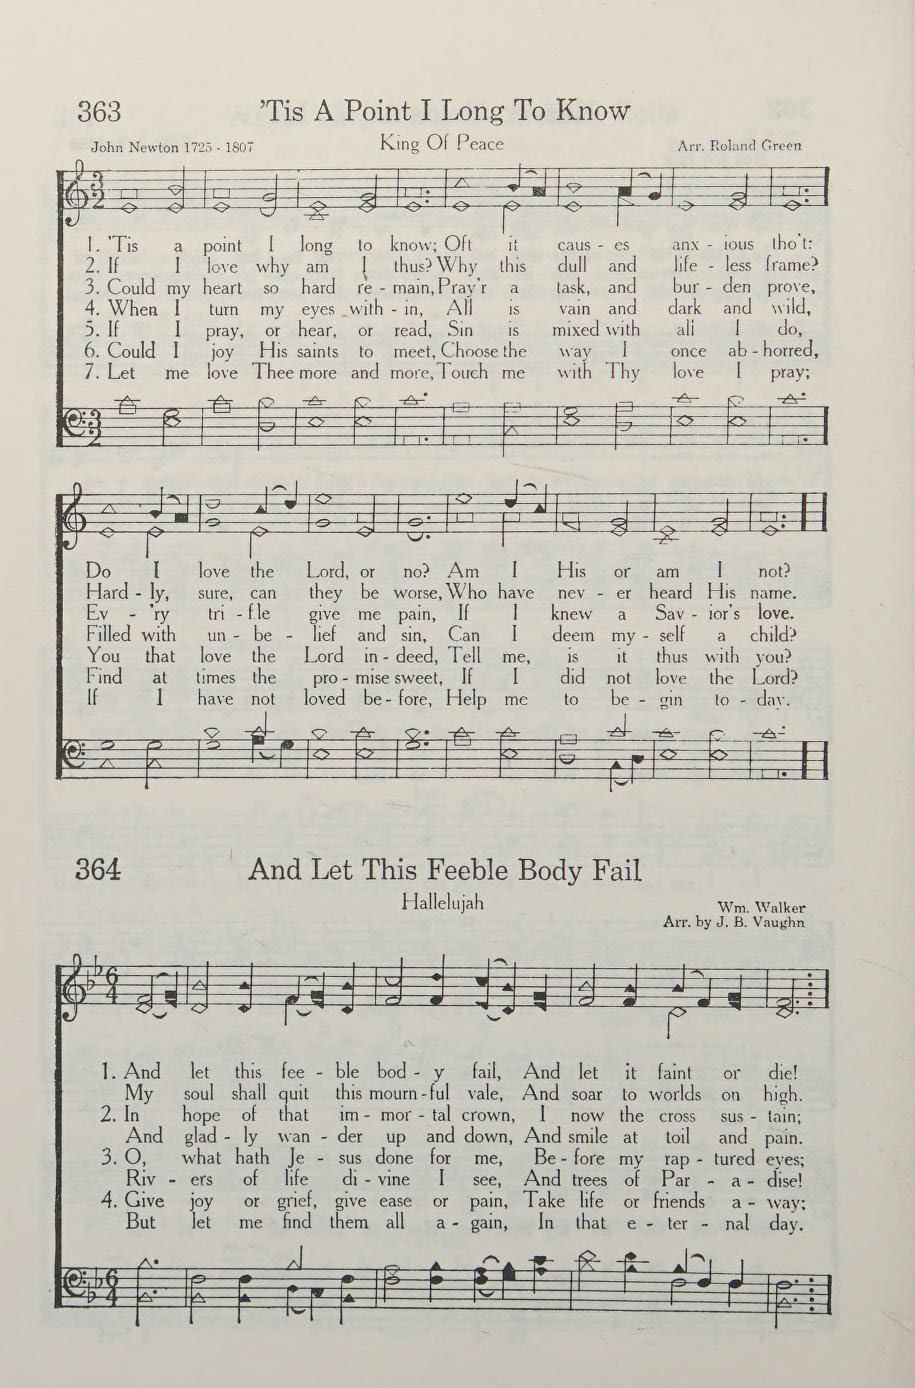 363 'Tis A Point I Long To Know
John Newton 1725 - 1807 King Of Peace Arr. Roland Green
1. 'Tis a point I long to know; Oft it caus - es anx - ious tho't:
2. If I love why am I thus? Why this dull and life - less frame?
3. Could my heart so hard re - main, Pray'r a task, and bur - den prove,
4. When I turn my eyes with - in, All is vain and dark and wild,
5. If I pray, or hear, or read, Sin is mixed with all I do,
6. Could I joy His saints to meet, Choose the way I once ab - horred,
7. Let me love Thee more and more, Touch me with Thy love I pray;
Do I love the Lord, or no? Am I His or am I not?
Hard - ly, sure, can they be worse, Who have nev - er heard His name.
Ev - 'ry tri - fle give me pain, If I knew a Sav - ior's love.
Filled with un - be - lief and sin, Can I deem my - self a child?
You that love the Lord in - deed, Tell me, is it thus with you?
Find at times the pro - mise sweet, If I did not love the Lord?
If I have not loved be - fore, Help me to be - gin to - day.
364 And Let This Feeble Body Fail
Hallelujah
Wm. Walker
Arr. by J. B. Vaughn
1. And let this fee - ble bod - y fail, And let it faint or die!
My soul shall quit this mourn - ful vale, And soar to worlds on high.
2. In hope of that im - mor - tal crown, I now the cross sus - tain;
And glad - ly wan - der up and down, And smile at toil and pain.
3. O, what hath Je - sus done for me, Be - fore my rap - tured eyes;
Riv - ers of life di - vine I see, And trees of Par - a - dise!
4. Give joy or grief, give ease or pain, Take life or friends a - way;
But let me find them all a - gain, In that e - ter - nal day.